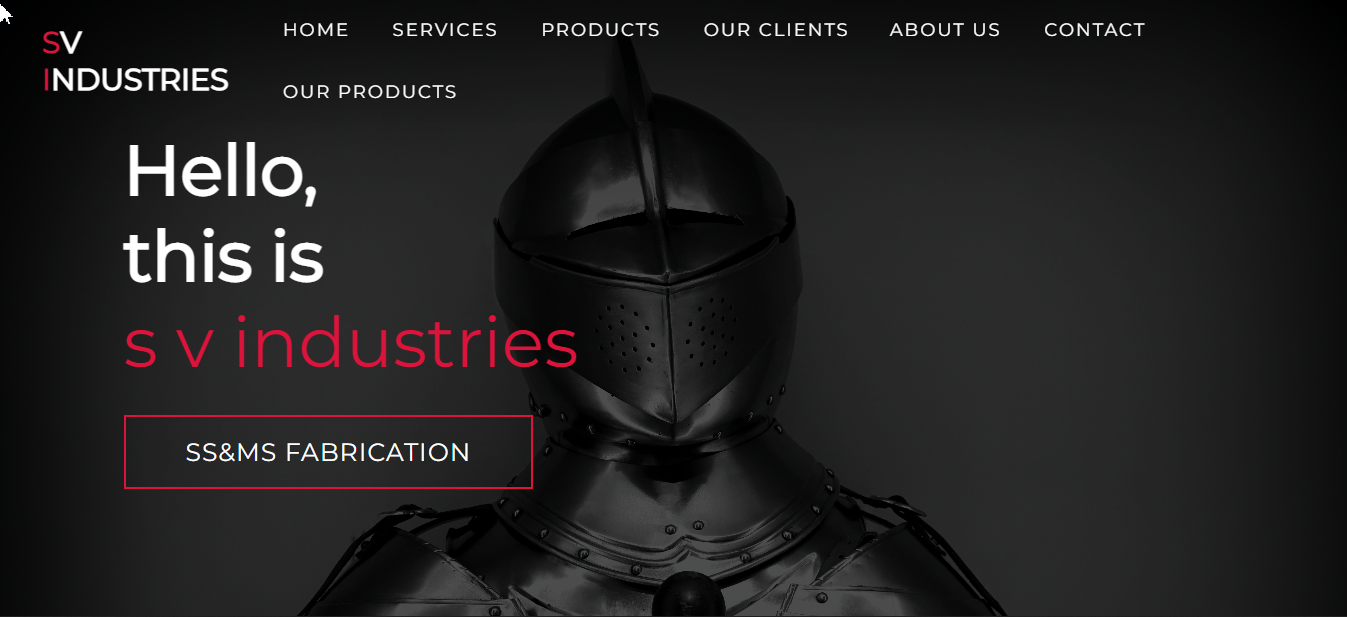 SV
INDUSTRIES
HOME SERVICES PRODUCTS OUR CLIENTS ABOUT US CONTACT
OUR PRODUCTS
Hello,
this is
s v industries
SS&MS FABRICATION